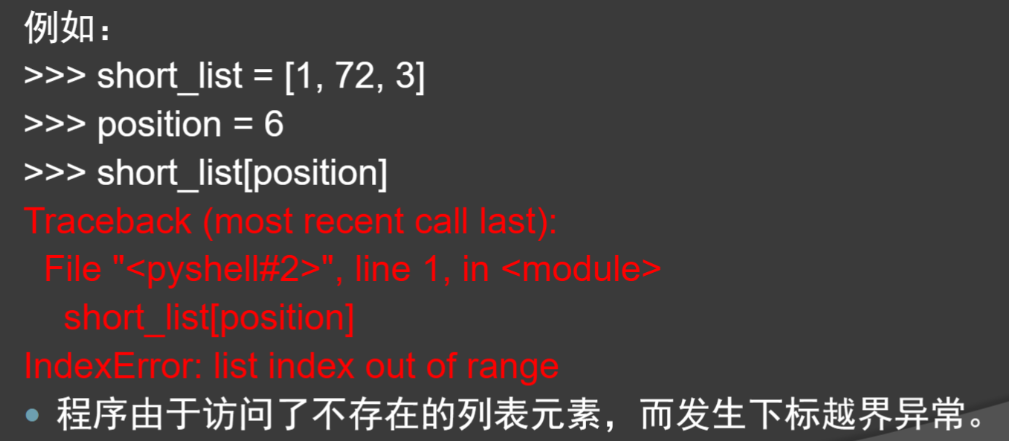 例如：
>>> short_list = [1, 72, 3]
>>> position = 6
>>> short_list[position]
Traceback (most recent call last):
  File "<pyshell#2>", line 1, in <module>
    short_list[position]
IndexError: list index out of range
• 程序由于访问了不存在的列表元素，而发生下标越界异常。